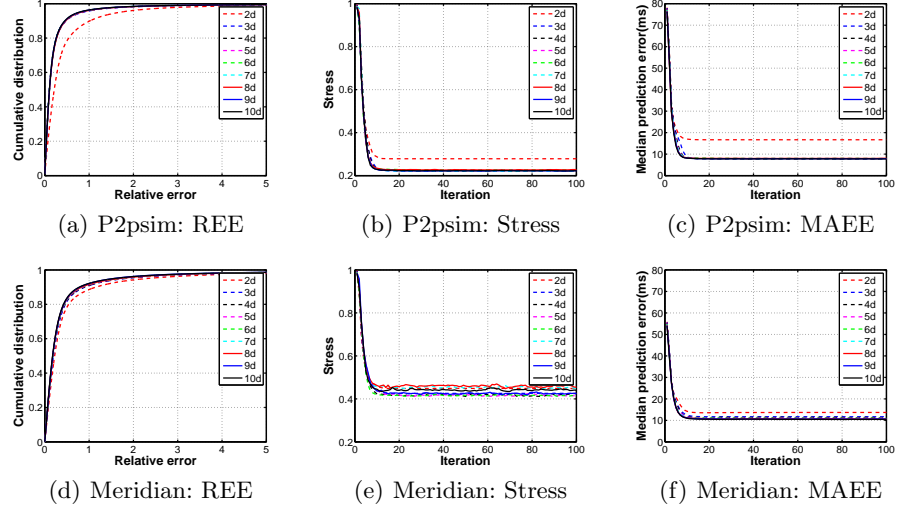 1
0.8
0.6
0.4
0.2
0
0 1 2 3 4 5
Cumulative distribution
Relative error
2d
3d
4d
5d
6d
7d
8d
9d
10d
(a) P2psim: REE
1
0.8
0.6
0.4
0.2
0 20 40 60 80 100
Stress
Iteration
2d
3d
4d
5d
6d
7d
8d
9d
10d
(b) P2psim: Stress
80
70
60
50
40
30
20
10
0
0 20 40 60 80 100
Median prediction error(ms)
Iteration
2d
3d
4d
5d
6d
7d
8d
9d
10d
(c) P2psim: MAEE
1
0.8
0.6
0.4
0.2
0
0 1 2 3 4 5
Cumulative distribution
Relative error
2d
3d
4d
5d
6d
7d
8d
9d
10d
(d) Meridian: REE
1
0.8
0.6
0.4
0.2
0 20 40 60 80 100
Stress
Iteration
2d
3d
4d
5d
6d
7d
8d
9d
10d
(e) Meridian: Stress
80
70
60
50
40
30
20
10
0
0 20 40 60 80 100
Median prediction error(ms)
Iteration
2d
3d
4d
5d
6d
7d
8d
9d
10d
(f) Meridian: MAEE